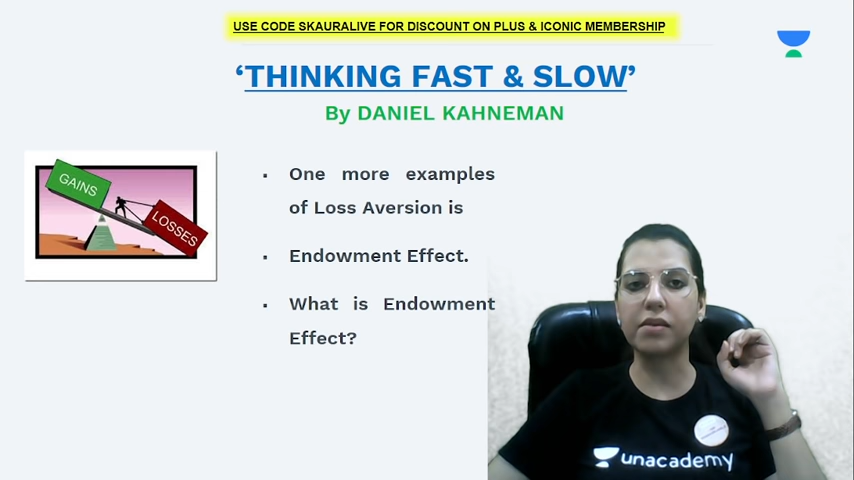 USE CODE SKAURALIVE FOR DISCOUNT ON PLUS & ICONIC MEMBERSHIP
‘THINKING FAST & SLOW’
By DANIEL KAHNEMAN
GAINS
LOSSES
▪ One more examples
of Loss Aversion is
▪ Endowment Effect.
▪ What is Endowment
Effect?
unacademy